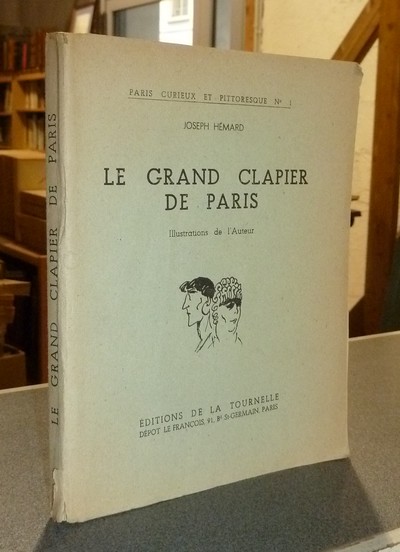 PARIS CURIEUX ET PITTORESQUE No 1
JOSEPH HÉMARD
LE GRAND CLAPIER
DE PARIS
Illustrations de l'Auteur
ÉDITIONS DE LA TOURNELLE
DÉPOT LE FRANÇOIS, 91, Bd St-GERMAIN, PARIS
LE GRAND CLAPIER DE PARIS